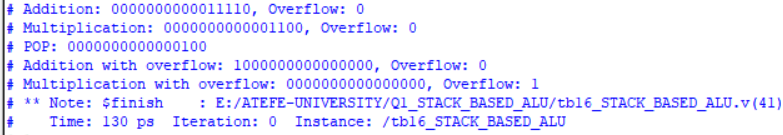 # Addition: 0000000000011110, Overflow: 0
# Multiplication: 0000000000001100, Overflow: 0
# POP: 0000000000000100
# Addition with overflow: 1000000000000000, Overflow: 0
# Multiplication with overflow: 0000000000000000, Overflow: 1
# ** Note: $finish    : E:/ATEFE-UNIVERSITY/Q1_STACK_BASED_ALU/tb16_STACK_BASED_ALU.v(41)
#    Time: 130 ps  Iteration: 0  Instance: /tb16_STACK_BASED_ALU